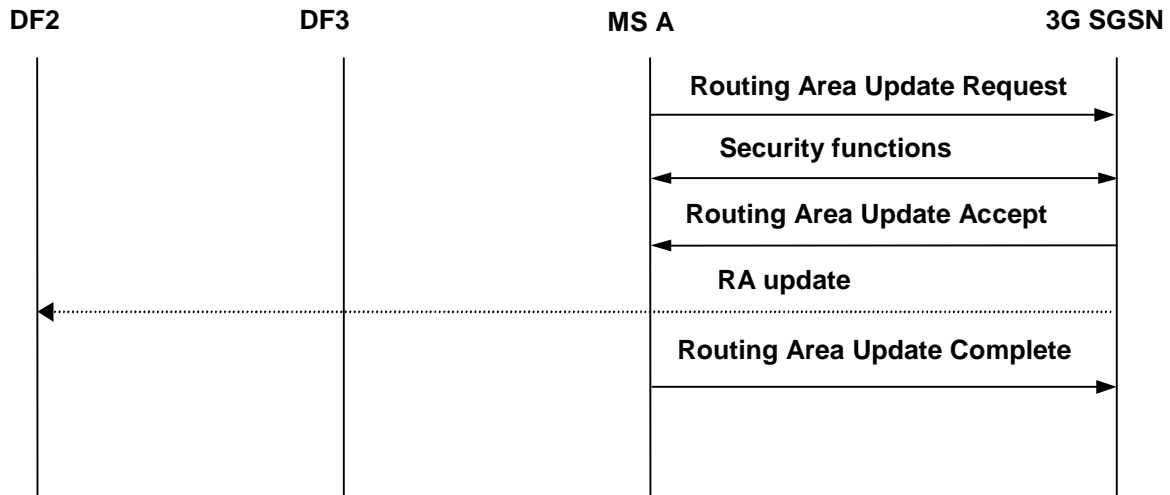 DF2 DF3 MS A 3G SGSN
Routing Area Update Request
Security functions
Routing Area Update Accept
RA update
Routing Area Update Complete